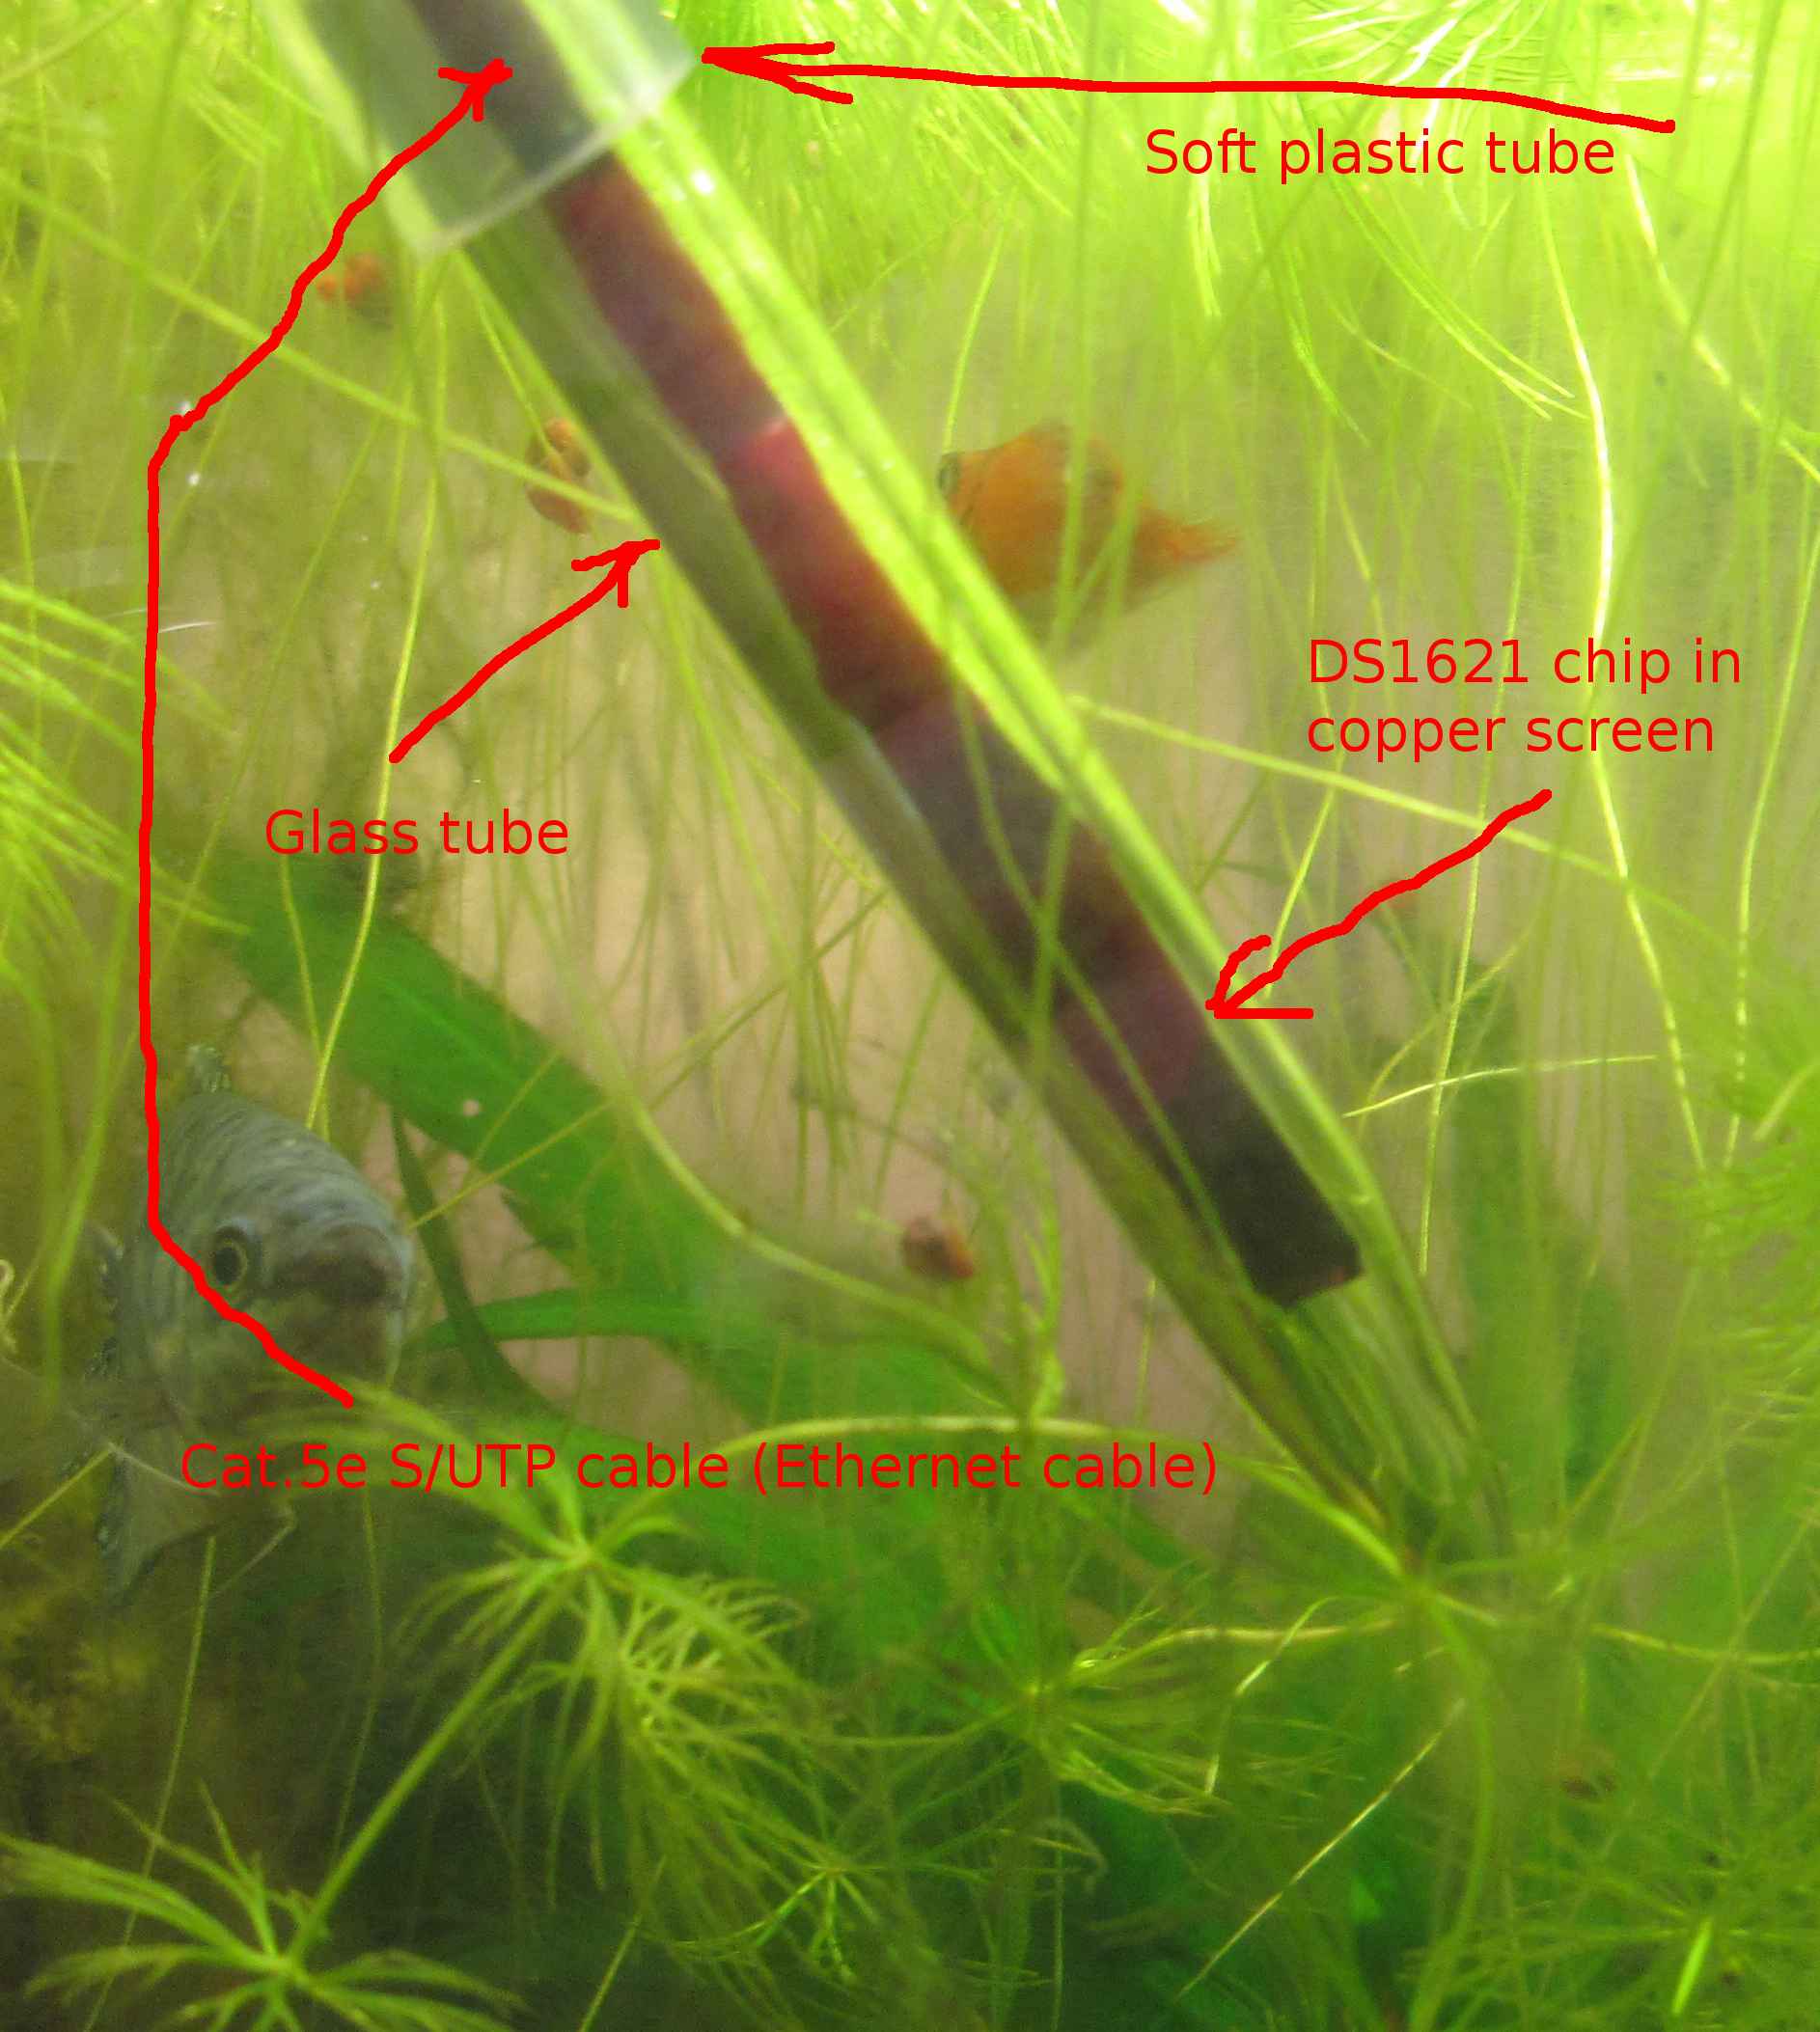 Soft plastic tube
DS1621 chip in
copper screen
Glass tube
Cat.5e S/UTP cable (Ethernet cable)